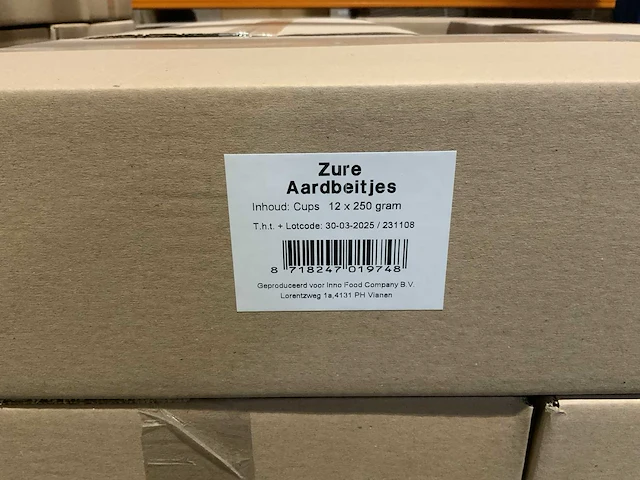 Zure
Aardbeitjes
Inhoud: Cups 12 x 250 gram
T.h.t. + Lotcode: 30-03-2025 / 231108
8 718247 019748
Geproduceerd voor Inno Food Company B.V.
Lorentzweg 1a,4131 PH Vianen